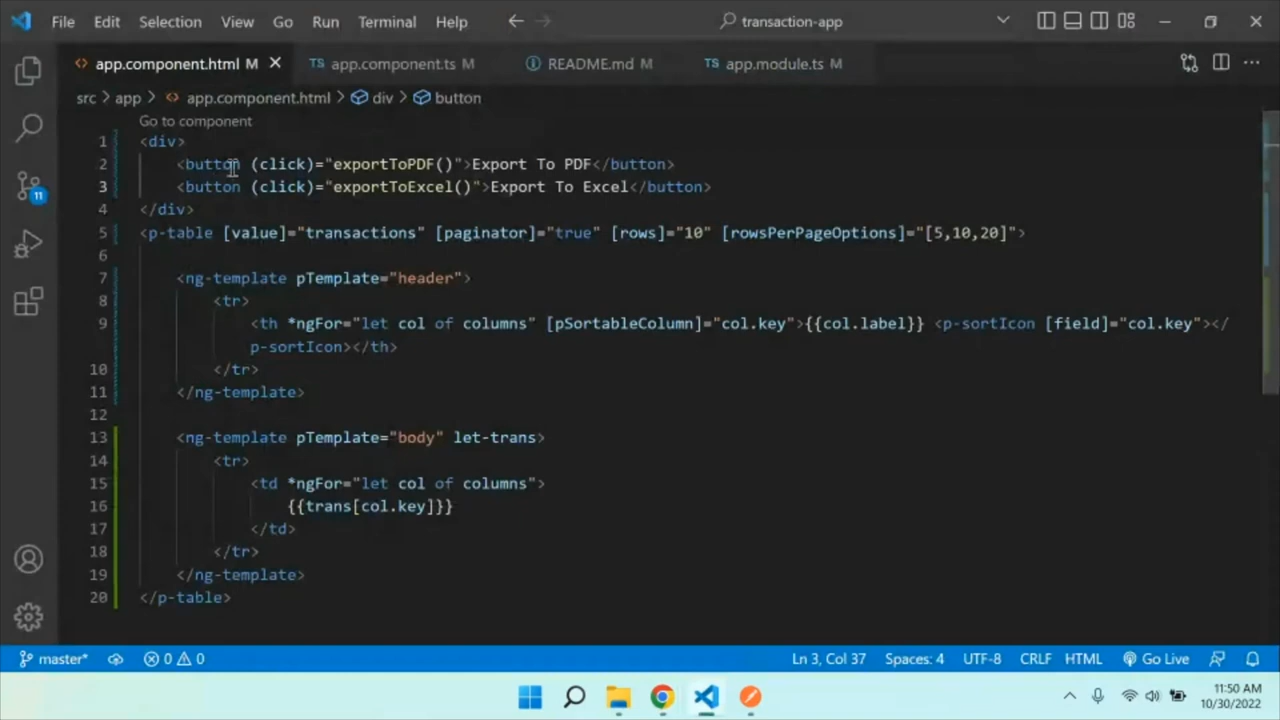 File Edit Selection View Go Run Terminal Help transaction-app
app.component.html M app.component.ts M README.md M app.module.ts M
src > app > app.component.html > div > button
Go to component
1 <div>
2 <button (click)="exportToPDF()">Export To PDF</button>
3 <button (click)="exportToExcel()">Export To Excel</button>
4 </div>
5 <p-table [value]="transactions" [paginator]="true" [rows]="10" [rowsPerPageOptions]="[5,10,20]">
6
7 <ng-template pTemplate="header">
8 <tr>
9 <th *ngFor="let col of columns" [pSortableColumn]="col.key">{{col.label}} <p-sortIcon [field]="col.key"></
p-sortIcon></th>
10 </tr>
11 </ng-template>
12
13 <ng-template pTemplate="body" let-trans>
14 <tr>
15 <td *ngFor="let col of columns">
16 {{trans[col.key]}}
17 </td>
18 </tr>
19 </ng-template>
20 </p-table>
11
master* 0 0 Ln 3, Col 37 Spaces: 4 UTF-8 CRLF HTML Go Live
11:50 AM
10/30/2022